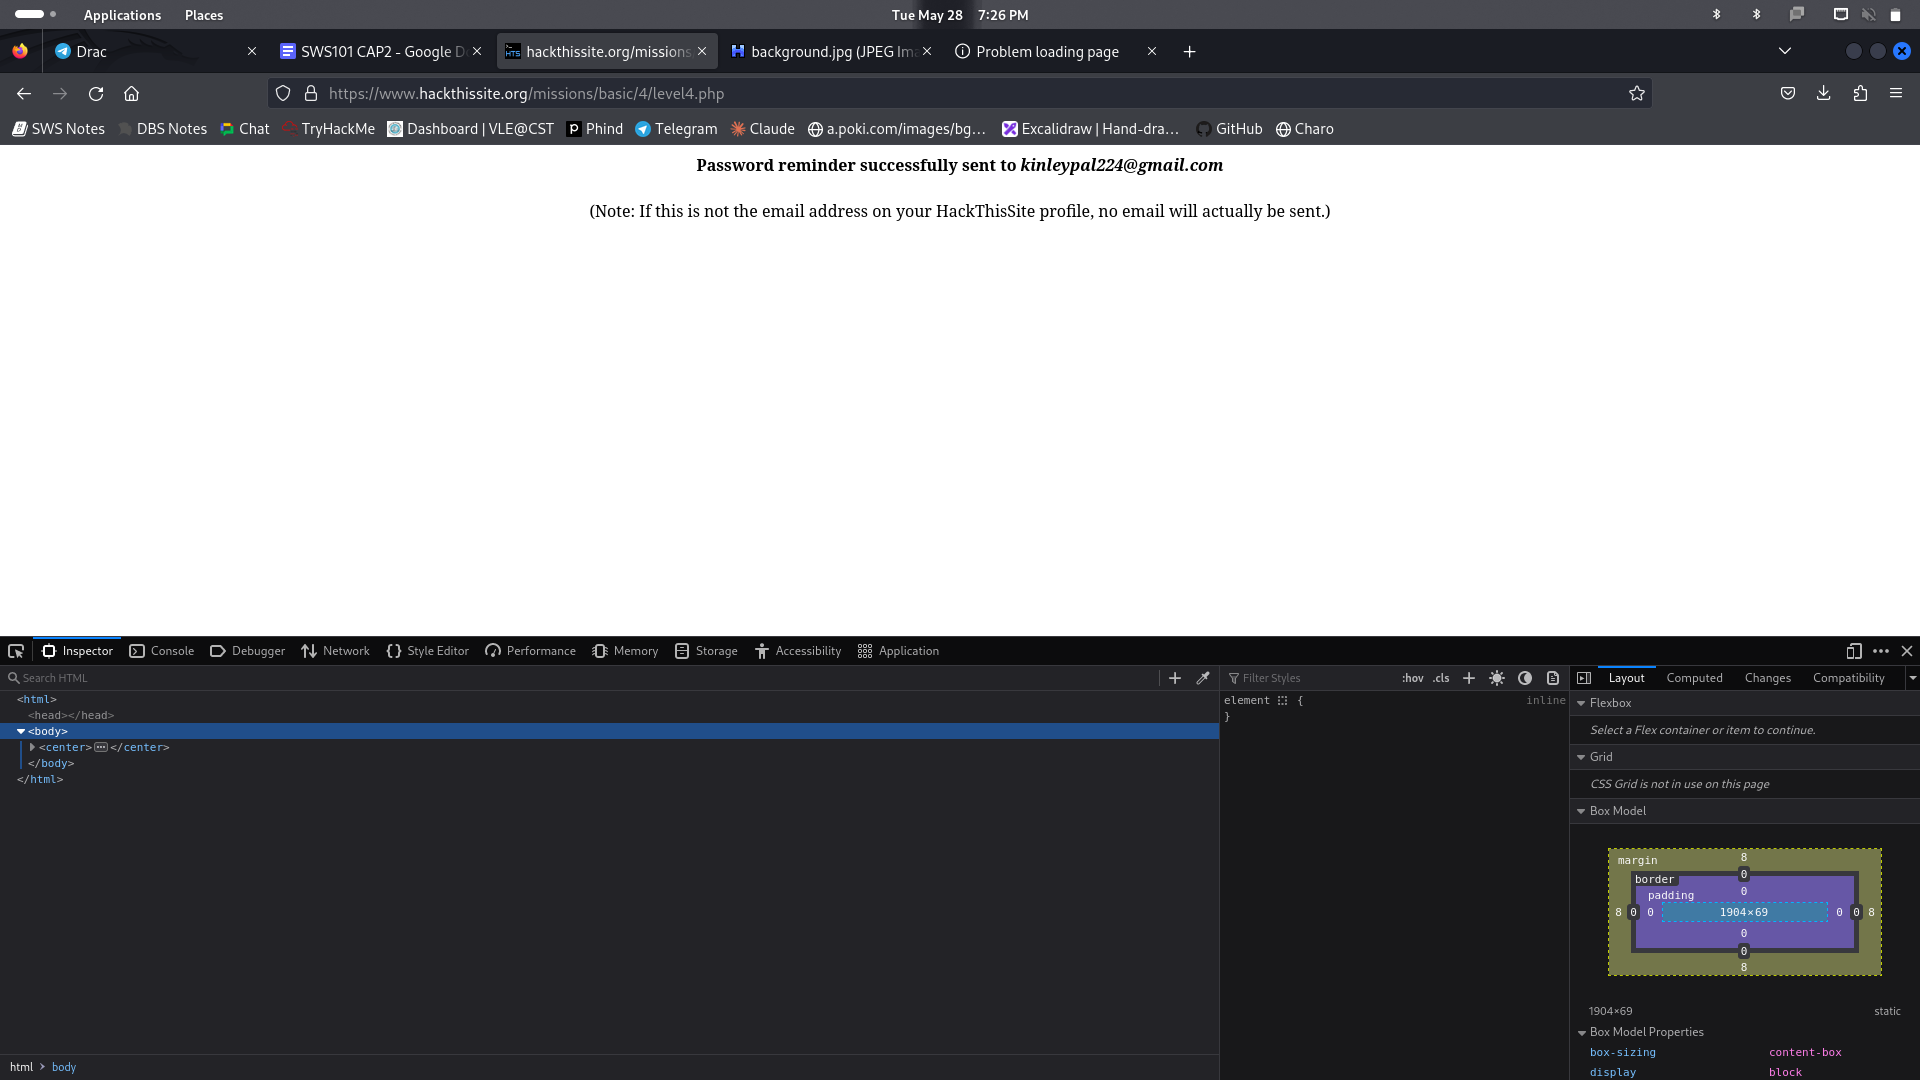 Applications Places Tue May 28 7:26 PM
Drac SWS101 CAP2 - Google D hackthissite.org/missions background.jpg (JPEG Ima Problem loading page
https://www.hackthissite.org/missions/basic/4/level4.php
SWS Notes DBS Notes Chat TryHackMe Dashboard | VLE@CST Phind Telegram Claude a.poki.com/images/bg... Excalidraw | Hand-dra... GitHub Charo
Password reminder successfully sent to kinleypal224@gmail.com
(Note: If this is not the email address on your HackThisSite profile, no email will actually be sent.)
Inspector Console Debugger Network Style Editor Performance Memory Storage Accessibility Application
Search HTML Filter Styles :hov .cls Layout Computed Changes Compatibility
<html>
<head></head>
<body>
<center>...</center>
</body>
</html>
element { inline
}
Flexbox
Select a Flex container or item to continue.
Grid
CSS Grid is not in use on this page
Box Model
margin 8
border 0
padding 0
8 0 0 1904×69 0 0 8
0
0
8
1904×69 static
Box Model Properties
box-sizing content-box
display block
html > body